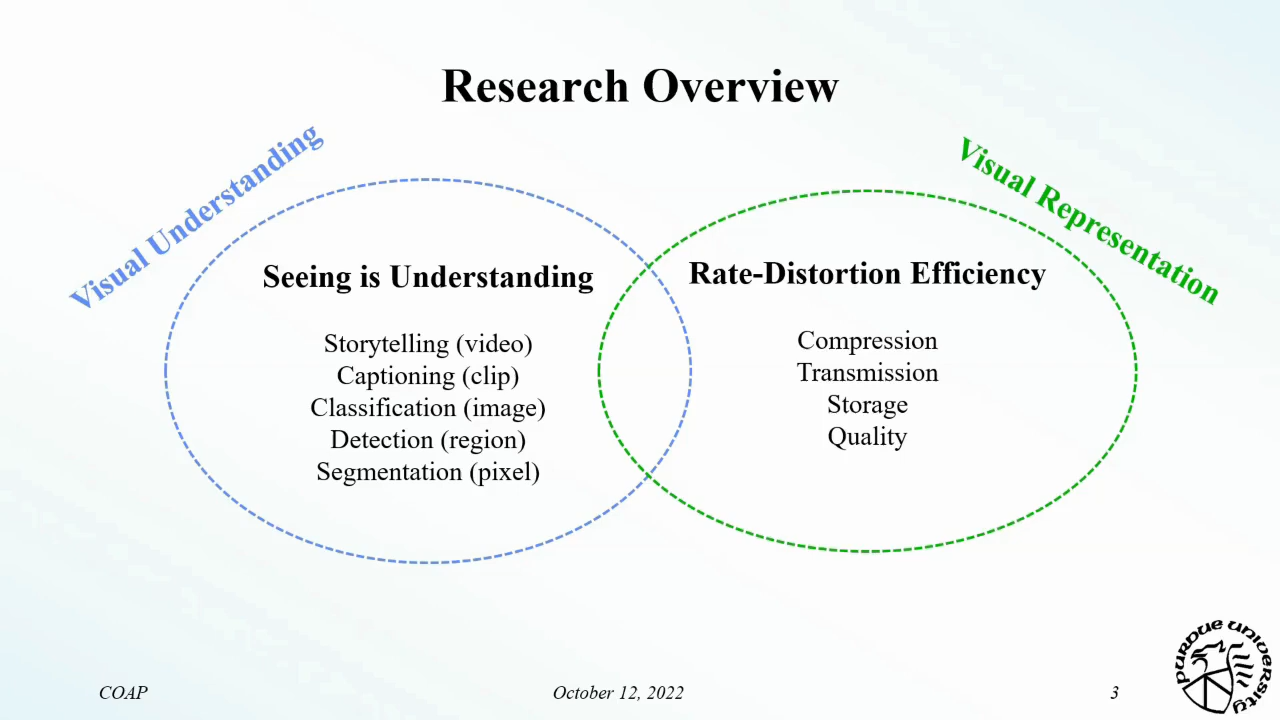 Research Overview
Visual Understanding
Visual Representation
Seeing is Understanding
Storytelling (video)
Captioning (clip)
Classification (image)
Detection (region)
Segmentation (pixel)
Rate-Distortion Efficiency
Compression
Transmission
Storage
Quality
COAP
October 12, 2022
3
PURDUE UNIVERSITY